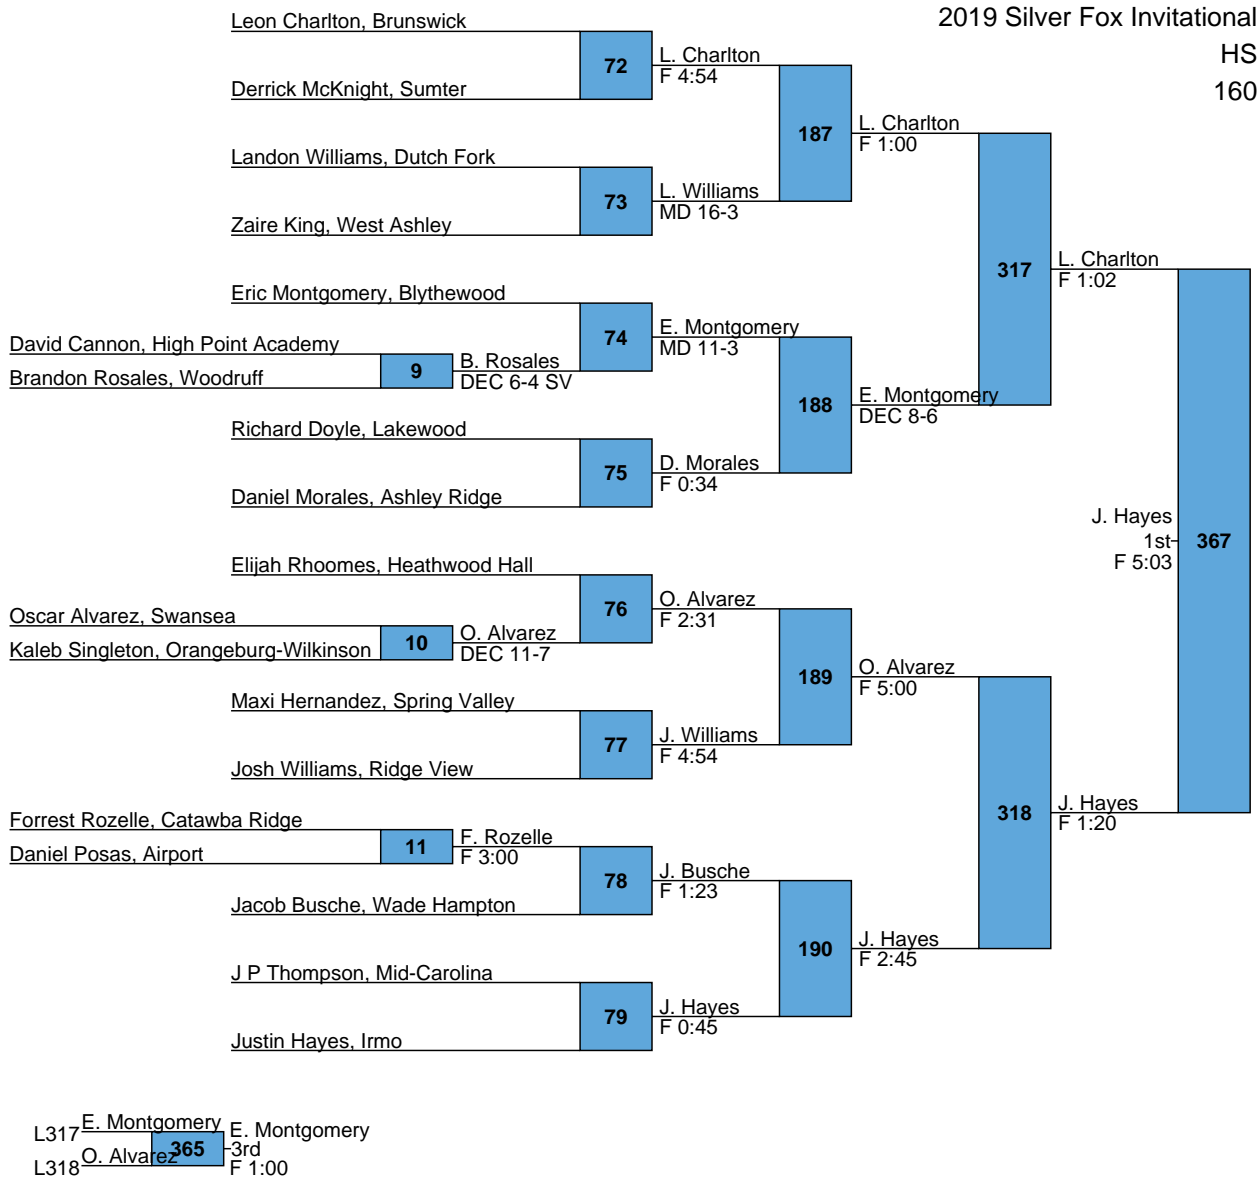 2019 Silver Fox Invitational
HS
160
Leon Charlton, Brunswick
72
L. Charlton
F 4:54
Derrick McKnight, Sumter
187
L. Charlton
F 1:00
Landon Williams, Dutch Fork
73
L. Williams
MD 16-3
Zaire King, West Ashley
317
L. Charlton
F 1:02
Eric Montgomery, Blythewood
74
E. Montgomery
MD 11-3
David Cannon, High Point Academy
9
B. Rosales
DEC 6-4 SV
Brandon Rosales, Woodruff
188
E. Montgomery
DEC 8-6
Richard Doyle, Lakewood
75
D. Morales
F 0:34
Daniel Morales, Ashley Ridge
J. Hayes
1st
F 5:03
367
Elijah Rhoomes, Heathwood Hall
76
O. Alvarez
F 2:31
Oscar Alvarez, Swansea
10
O. Alvarez
DEC 11-7
Kaleb Singleton, Orangeburg-Wilkinson
189
O. Alvarez
F 5:00
Maxi Hernandez, Spring Valley
77
J. Williams
F 4:54
Josh Williams, Ridge View
318
J. Hayes
F 1:20
Forrest Rozelle, Catawba Ridge
11
F. Rozelle
F 3:00
Daniel Posas, Airport
78
J. Busche
F 1:23
Jacob Busche, Wade Hampton
190
J. Hayes
F 2:45
J P Thompson, Mid-Carolina
79
J. Hayes
F 0:45
Justin Hayes, Irmo
L317
E. Montgomery
365
E. Montgomery
3rd
F 1:00
L318
O. Alvarez